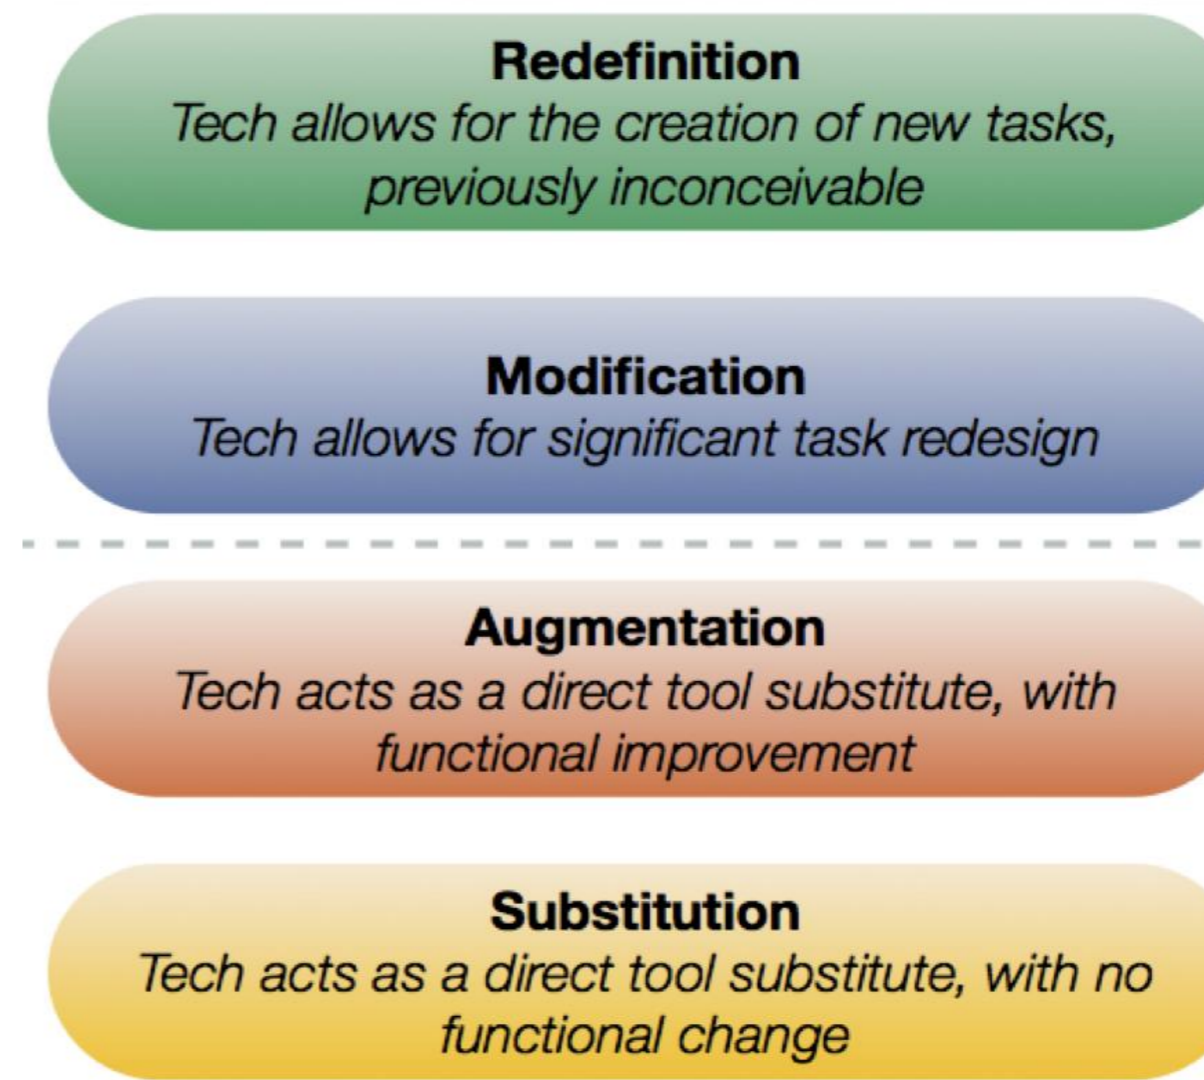 Redefinition
Tech allows for the creation of new tasks,
previously inconceivable
Modification
Tech allows for significant task redesign
Augmentation
Tech acts as a direct tool substitute, with
functional improvement
Substitution
Tech acts as a direct tool substitute, with no
functional change